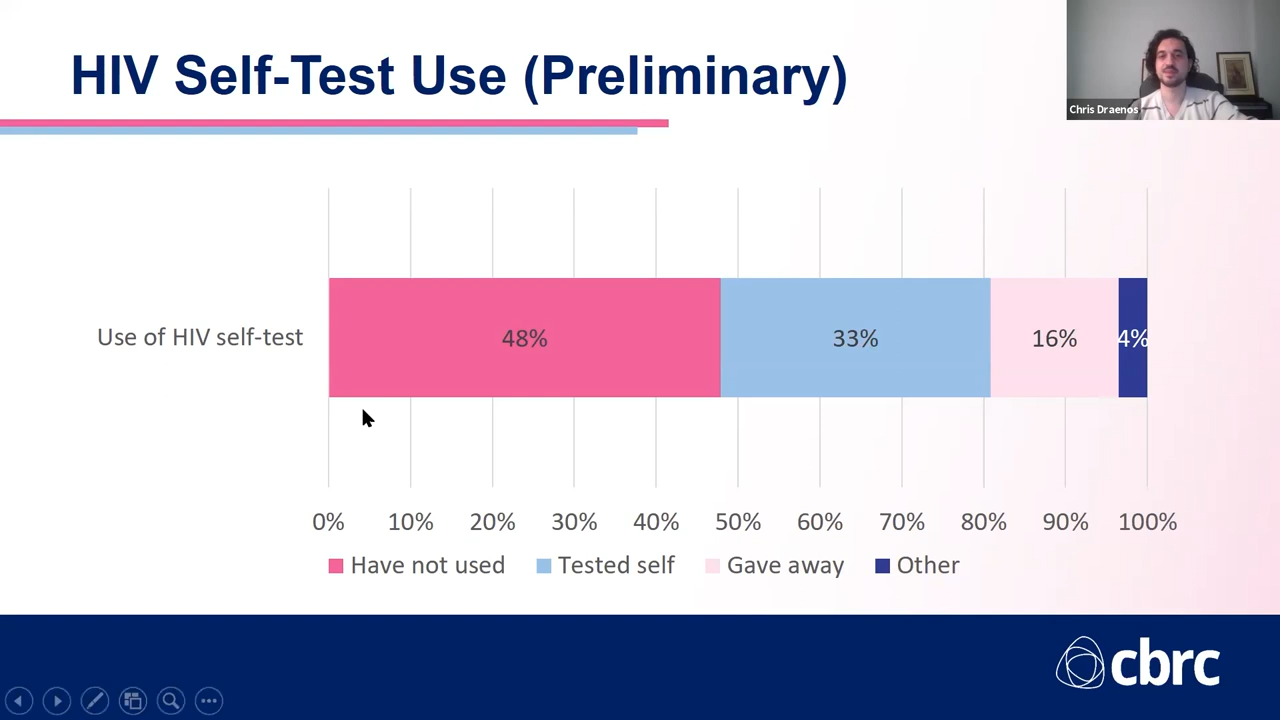 HIV Self-Test Use (Preliminary)
Chris Draenos
Use of HIV self-test
48%
33%
16%
4%
0% 10% 20% 30% 40% 50% 60% 70% 80% 90% 100%
Have not used Tested self Gave away Other
cbrc